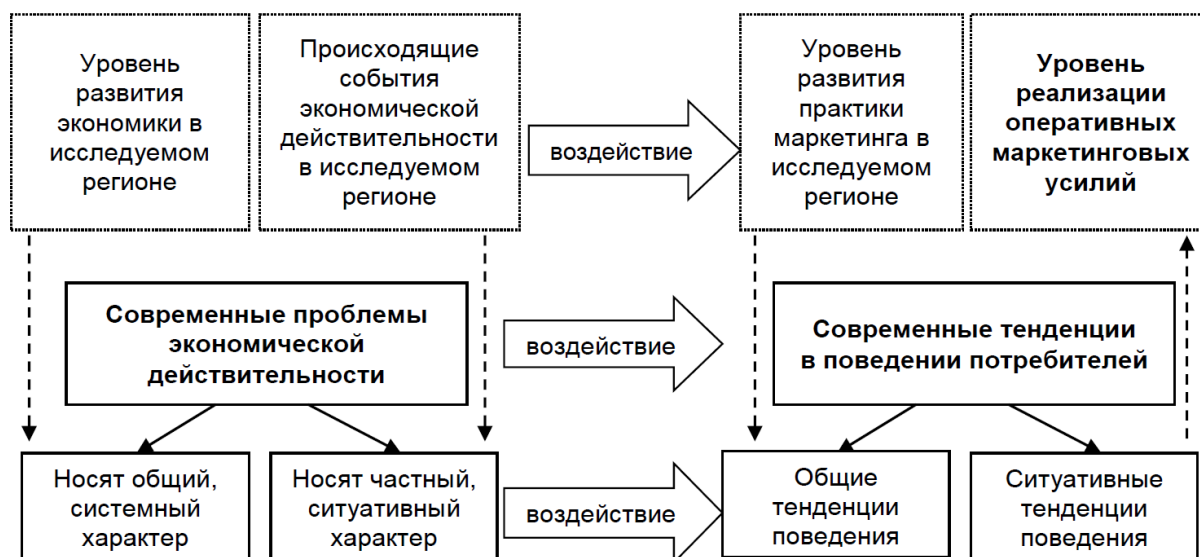 Уровень
развития
экономики в
исследуемом
регионе
Происходящие
события
экономической
действительности
в исследуемом
регионе
воздействие
Уровень
развития
практики
маркетинга в
исследуемом
регионе
Уровень
реализации
оперативных
маркетинговых
усилий
Современные проблемы
экономической
действительности
воздействие
Современные тенденции
в поведении потребителей
Носят общий,
системный
характер
Носят частный,
ситуативный
характер
воздействие
Общие
тенденции
поведения
Ситуативные
тенденции
поведения